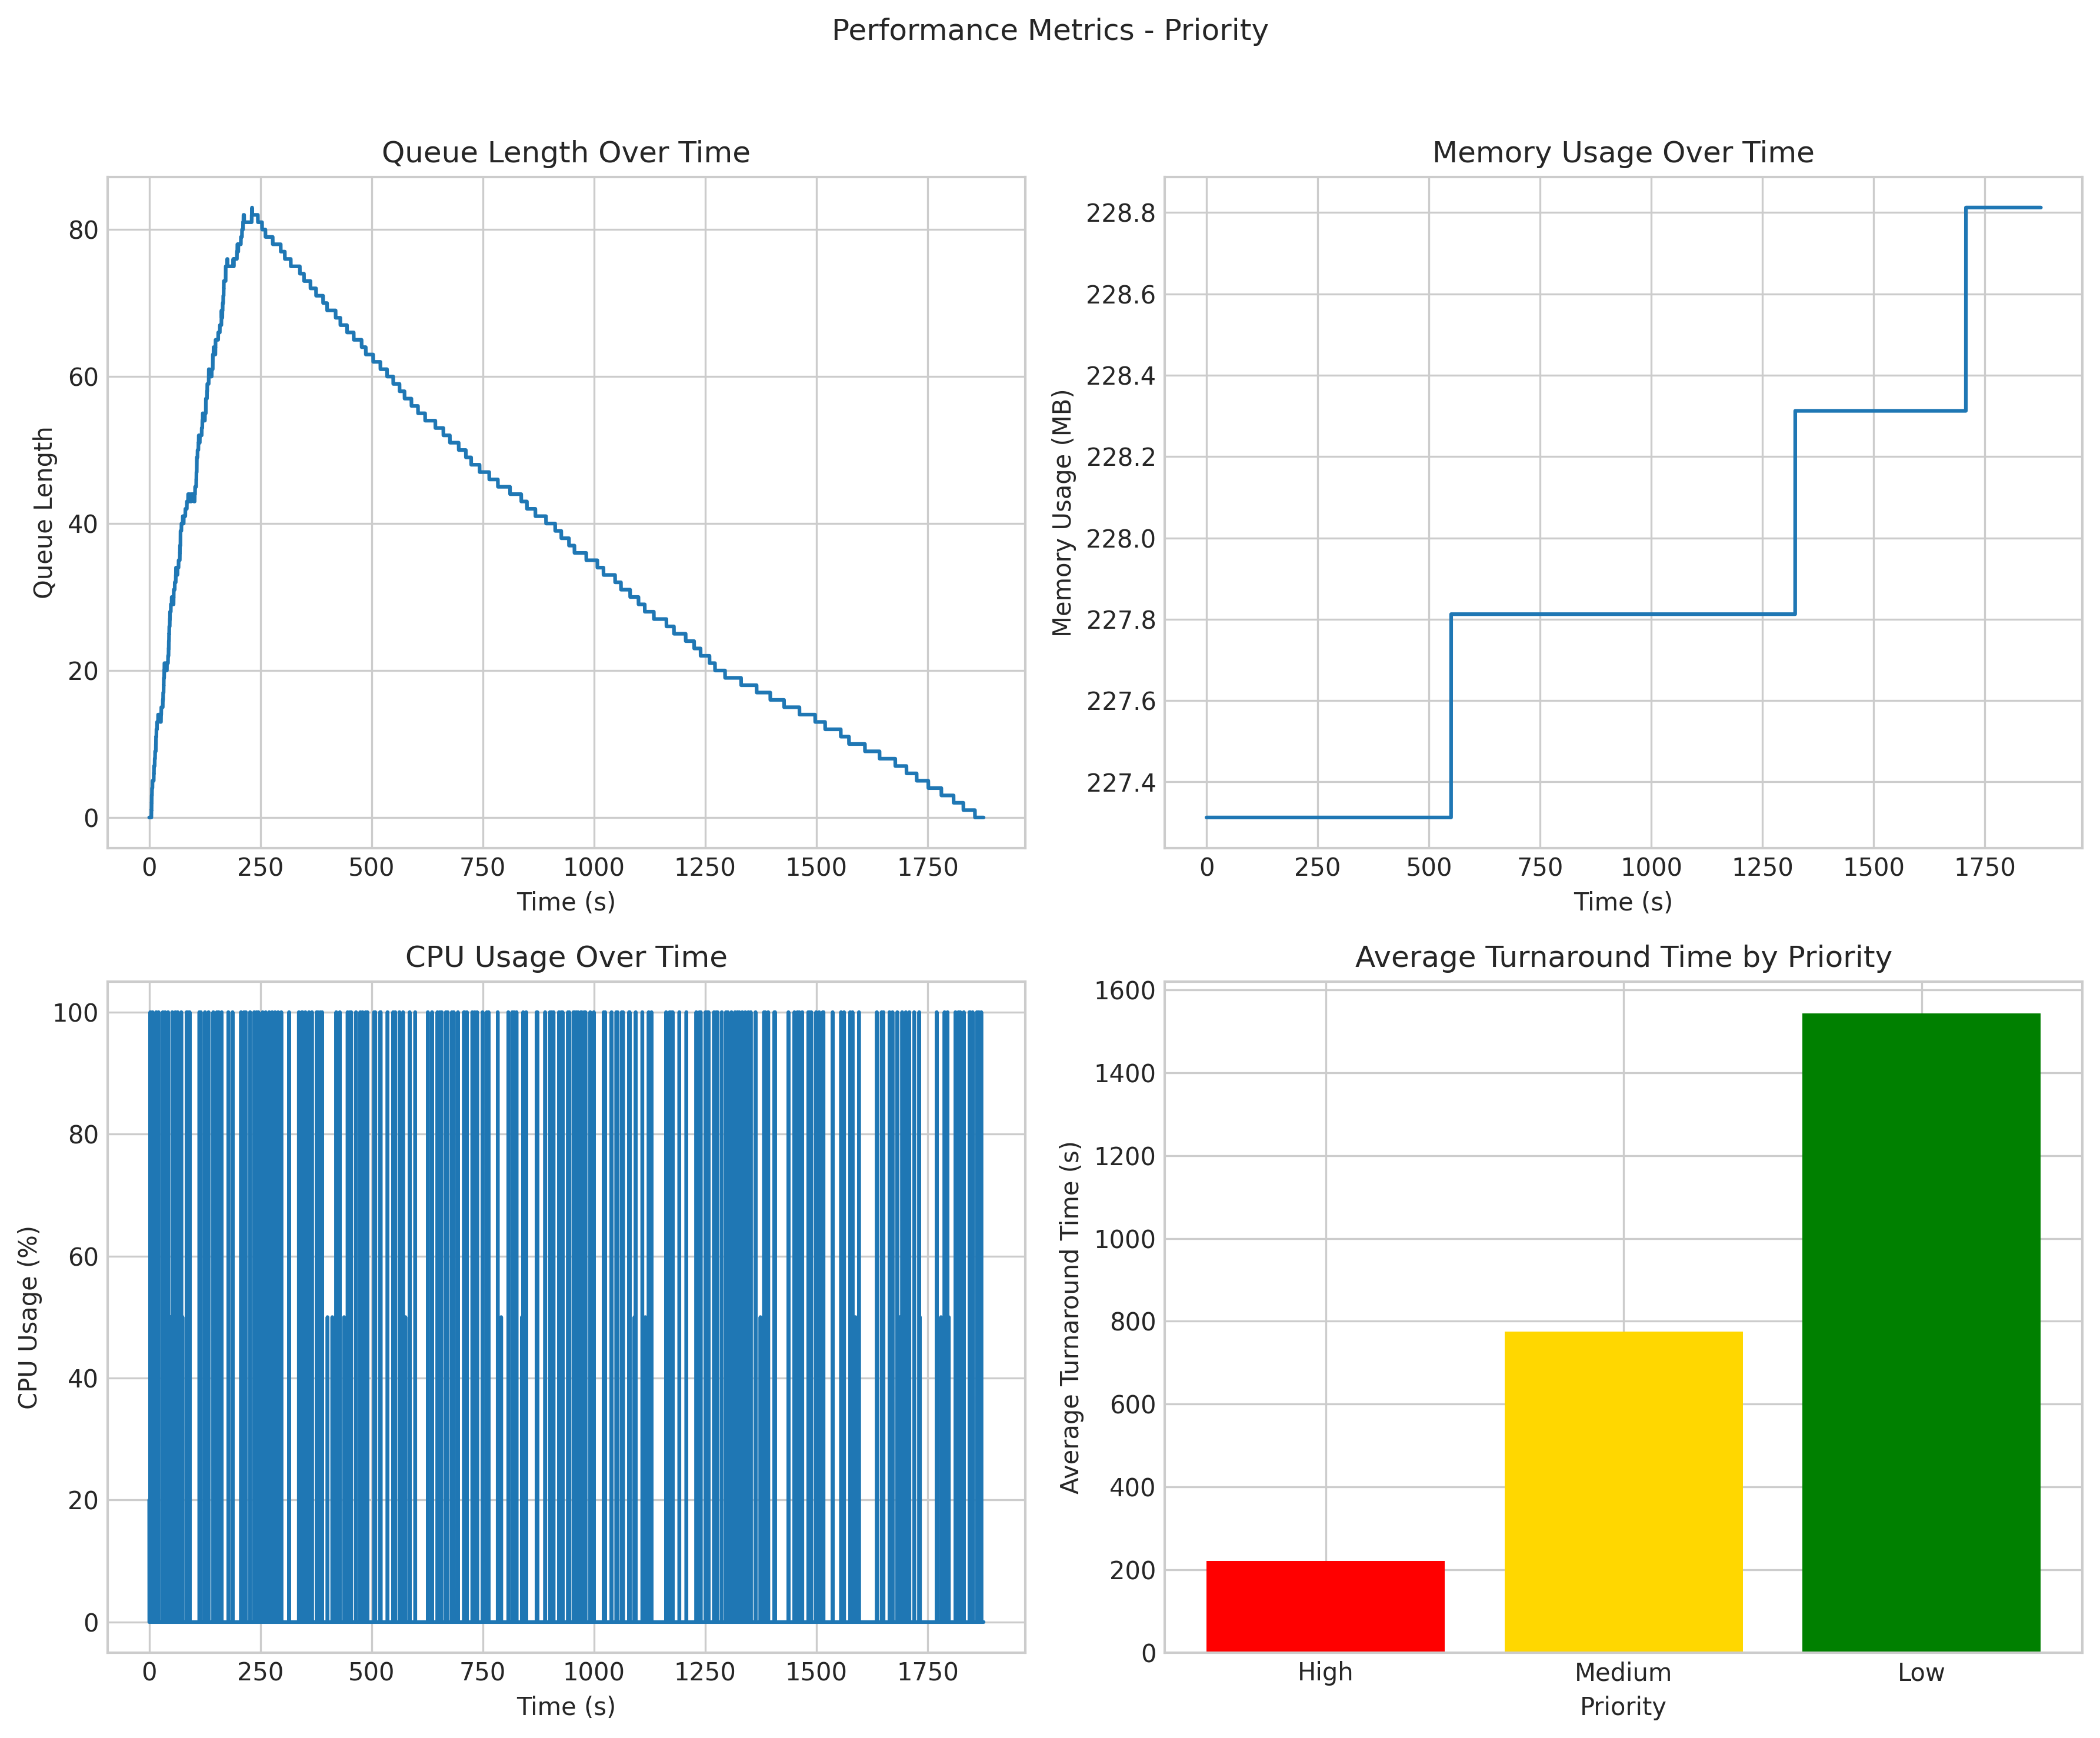 Performance Metrics - Priority
Queue Length Over Time
80
60
40
20
0
Queue Length
0 250 500 750 1000 1250 1500 1750
Time (s)
Memory Usage Over Time
228.8
228.6
228.4
228.2
228.0
227.8
227.6
227.4
Memory Usage (MB)
0 250 500 750 1000 1250 1500 1750
Time (s)
CPU Usage Over Time
100
80
60
40
20
0
CPU Usage (%)
0 250 500 750 1000 1250 1500 1750
Time (s)
Average Turnaround Time by Priority
1600
1400
1200
1000
800
600
400
200
0
Average Turnaround Time (s)
High Medium Low
Priority